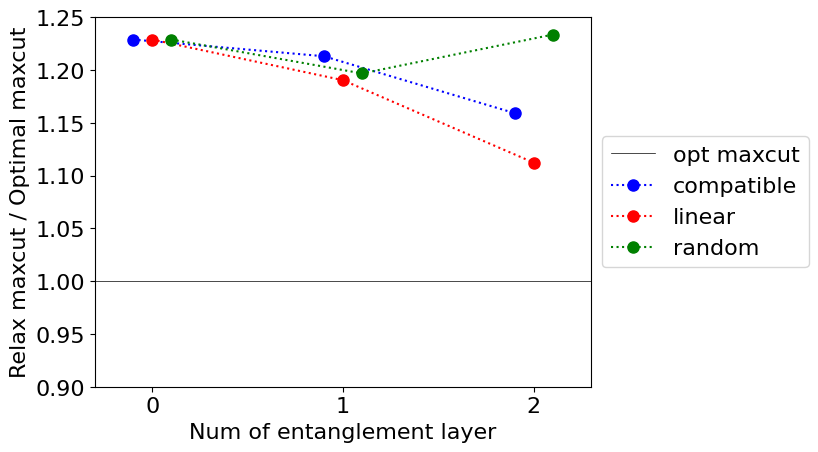 Relax maxcut / Optimal maxcut
1.25
1.20
1.15
1.10
1.05
1.00
0.95
0.90
0
1
2
Num of entanglement layer
opt maxcut
compatible
linear
random